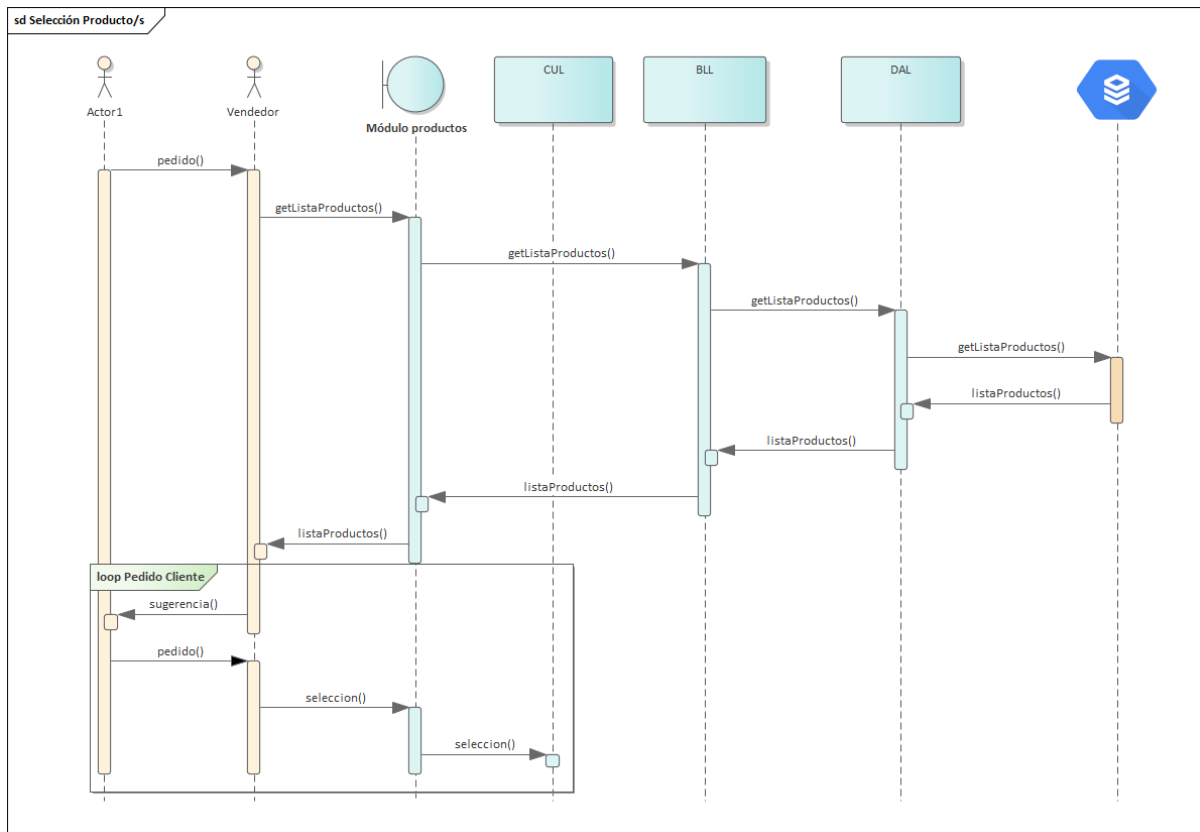 sd Selección Producto/s
Actor1
Vendedor
Módulo productos
CUL
BLL
DAL
pedido()
getListaProductos()
getListaProductos()
getListaProductos()
getListaProductos()
listaProductos()
listaProductos()
listaProductos()
listaProductos()
loop Pedido Cliente
sugerencia()
pedido()
seleccion()
seleccion()